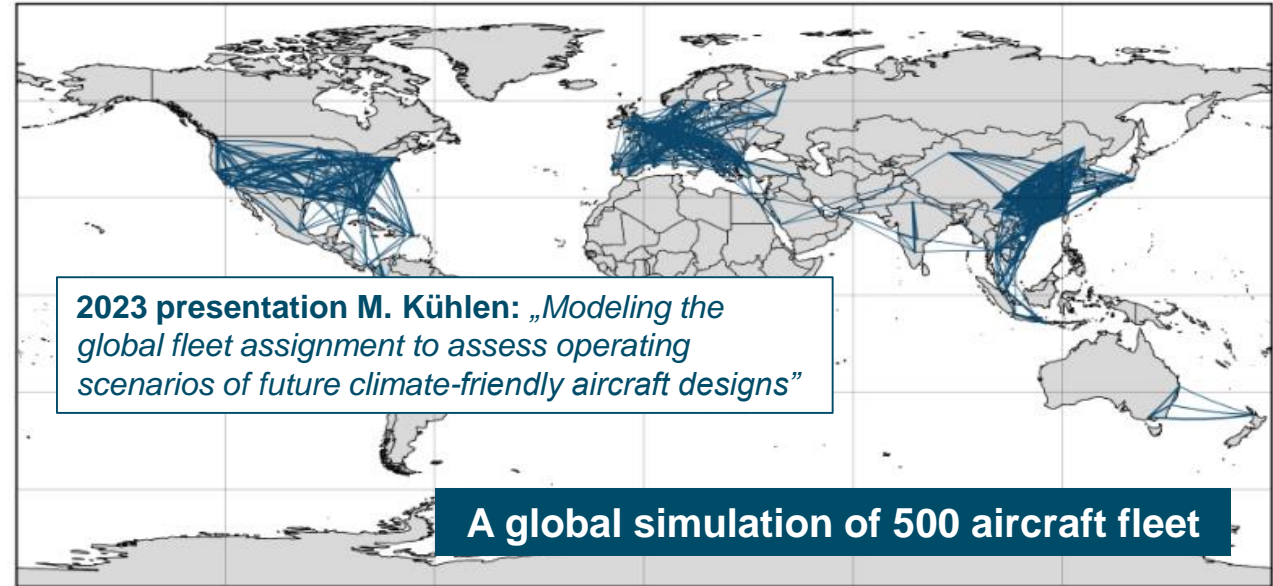 2023 presentation M. Kühlen: „Modeling the
global fleet assignment to assess operating
scenarios of future climate-friendly aircraft designs”
A global simulation of 500 aircraft fleet